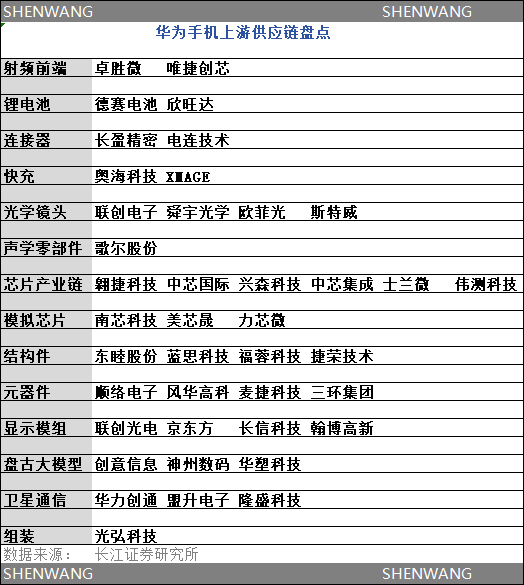 SHENWANG SHENWANG
华为手机上游供应链盘点
射频前端 卓胜微 唯捷创芯
锂电池 德赛电池 欣旺达
连接器 长盈精密 电连技术
快充 奥海科技 XMAGE
光学镜头 联创电子 舜宇光学 欧菲光 斯特威
声学零部件 歌尔股份
芯片产业链 翱捷科技 中芯国际 兴森科技 中芯集成 士兰微 伟测科技
模拟芯片 南芯科技 美芯晟 力芯微
结构件 东睦股份 蓝思科技 福蓉科技 捷荣技术
元器件 顺络电子 风华高科 麦捷科技 三环集团
显示模组 联创光电 京东方 长信科技 翰博高新
盘古大模型 创意信息 神州数码 华塑科技
卫星通信 华力创通 盟升电子 隆盛科技
组装 光弘科技
数据来源： 长江证券研究所
SHENWANG SHENWANG